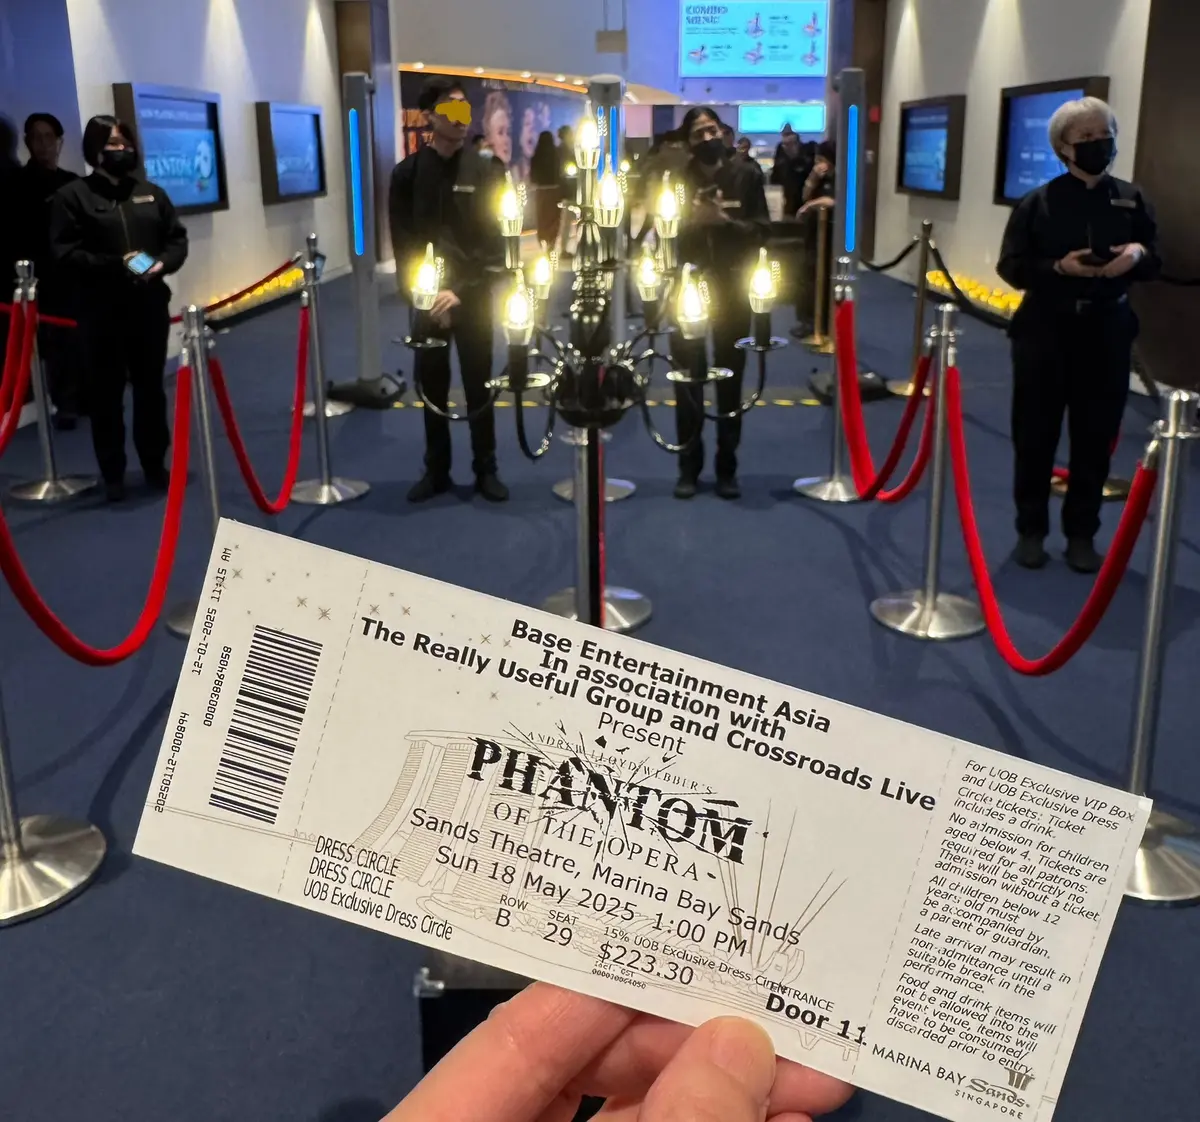 COMBO
MENU
PHANTOM
12-01-2025 11:15 AM
000038864058
20250112-000894
Base Entertainment Asia
In association with
The Really Useful Group and Crossroads Live
Present
ANDREW LLOYD WEBBER'S
PHANTOM
OF THE OPERA
Sands Theatre, Marina Bay Sands
Sun 18 May 2025 1:00 PM
DRESS CIRCLE
DRESS CIRCLE
UOB Exclusive Dress Circle
ROW
B
SEAT
29
15% UOB Exclusive Dress Circle
$223.30
incl. GST
ENTRANCE
Door 11
For UOB Exclusive VIP Box
and UOB Exclusive Dress
Circle tickets: Ticket
includes a drink.
No admission for children
aged below 4. Tickets are
required for all patrons.
There will be strictly no
admission without a ticket
All children below 12
years old must
be accompanied by
a parent or guardian.
Late arrival may result in
non-admittance until a
suitable break in the
performance.
Food and drink items will
not be allowed into the
event venue, items will
have to be consumed/
discarded prior to entry.
MARINA BAY
Sands
SINGAPORE